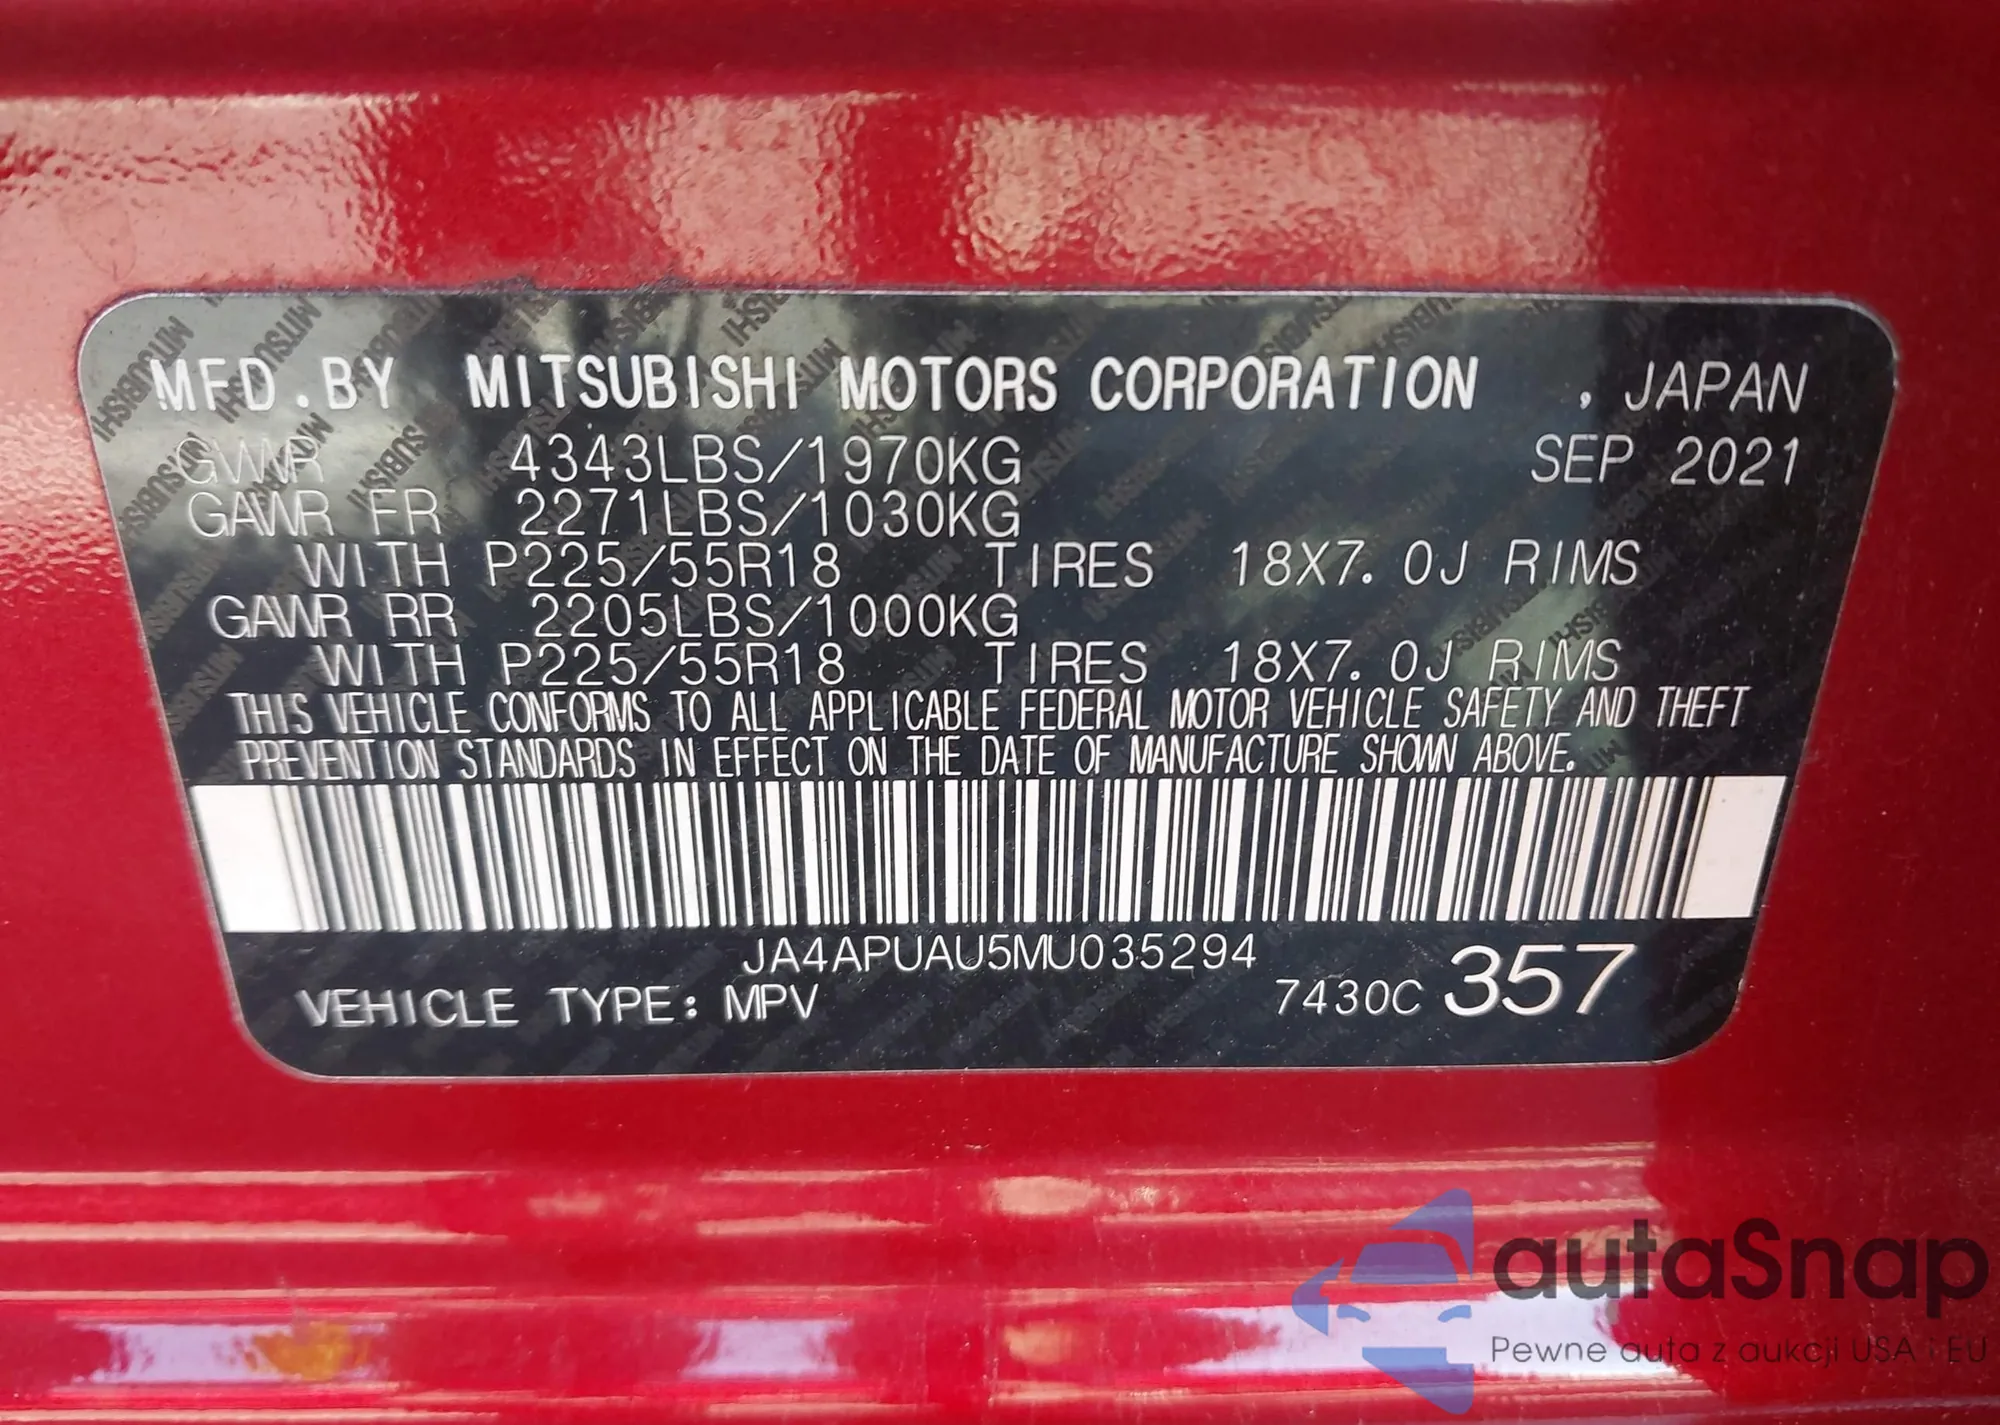 MFD.BY MITSUBISHI MOTORS CORPORATION , JAPAN
GVWR 4343LBS/1970KG SEP 2021
GAWR FR 2271LBS/1030KG
WITH P225/55R18 TIRES 18X7.0J RIMS
GAWR RR 2205LBS/1000KG
WITH P225/55R18 TIRES 18X7.0J RIMS
THIS VEHICLE CONFORMS TO ALL APPLICABLE FEDERAL MOTOR VEHICLE SAFETY AND THEFT
PREVENTION STANDARDS IN EFFECT ON THE DATE OF MANUFACTURE SHOWN ABOVE.
JA4APUAU5MU035294
VEHICLE TYPE: MPV 7430C 357
autaSnap
Pewne auta z aukcji USA i EU